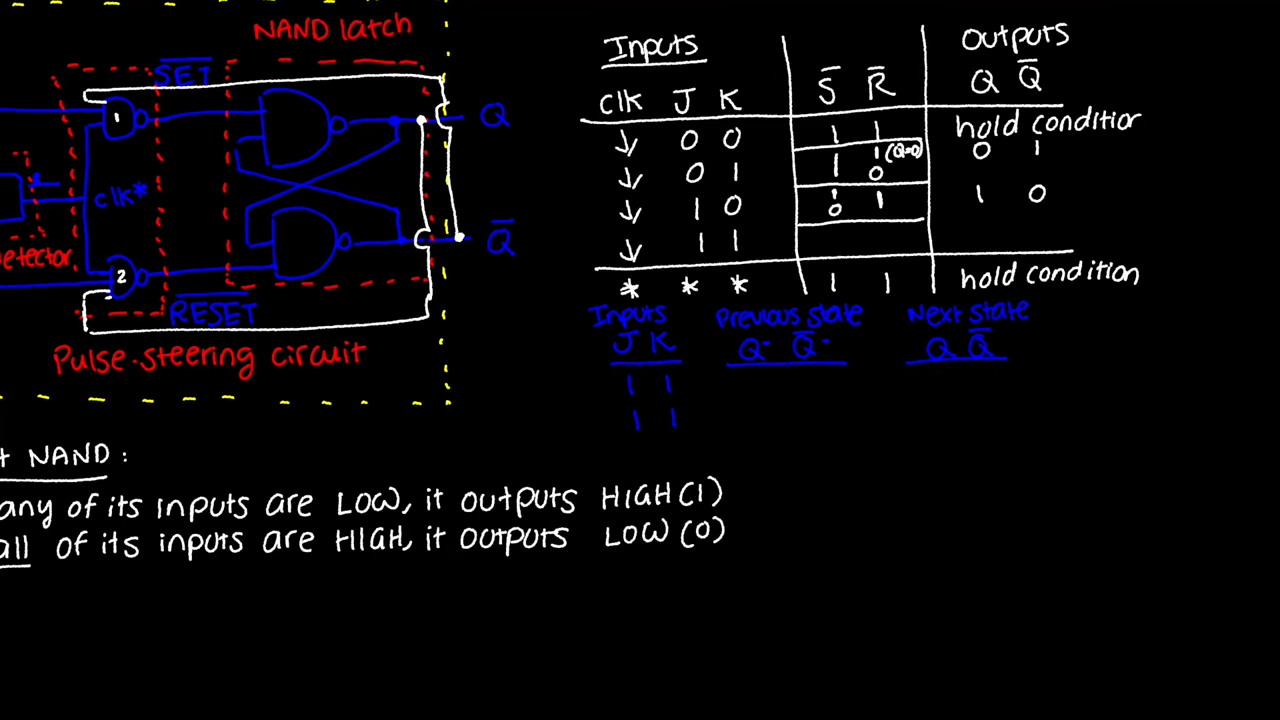 NAND latch
SET
1
Q
clk*
Q̅
etector
2
RESET
Pulse-steering circuit
Inputs Outputs
clk J K S̅ R̅ Q Q̅
↓ 0 0 1 1 hold condition
↓ 0 1 1 1 (Q=0) 0 1
1 0
↓ 1 0 1 1 0
0 1
↓ 1 1
* * * 1 1 hold condition
Inputs Previous state Next state
J K Q⁻ Q̅⁻ Q Q̅
1 1
1 1
t NAND:
any of its inputs are LOW, it outputs HIGH(1)
all of its inputs are HIGH, it outputs LOW (0)